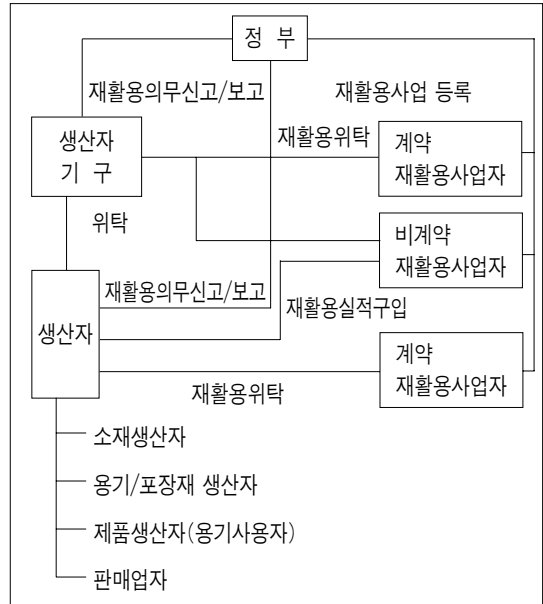 정 부
재활용의무신고/보고
재활용사업 등록
생산자
기 구
재활용위탁
계약
재활용사업자
위탁
비계약
재활용사업자
재활용의무신고/보고
재활용실적구입
생산자
계약
재활용사업자
재활용위탁
소재생산자
용기/포장재 생산자
제품생산자(용기사용자)
판매업자